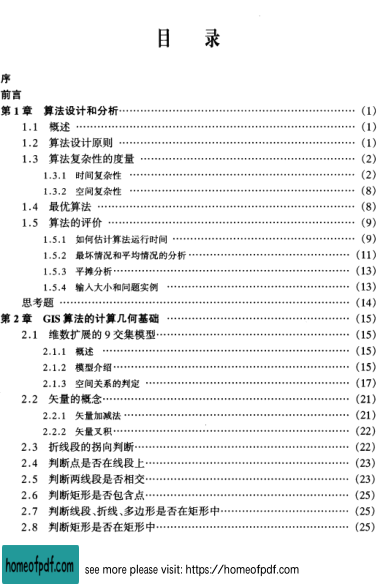 目 录
序
前言
第1章 算法设计和分析………………………………………………(1)
1.1 概述………………………………………………(1)
1.2 算法设计原则………………………………………………(1)
1.3 算法复杂性的度量………………………………………………(2)
1.3.1 时间复杂性………………………………………………(2)
1.3.2 空间复杂性………………………………………………(8)
1.4 最优算法………………………………………………(8)
1.5 算法的评价………………………………………………(9)
1.5.1 如何估计算法运行时间………………………………………………(9)
1.5.2 最坏情况和平均情况的分析………………………………………………(11)
1.5.3 平摊分析………………………………………………(13)
1.5.4 输入大小和问题实例………………………………………………(13)
思考题………………………………………………(14)
第2章 GIS算法的计算几何基础………………………………………………(15)
2.1 维数扩展的9交集模型………………………………………………(15)
2.1.1 概述………………………………………………(15)
2.1.2 模型介绍………………………………………………(15)
2.1.3 空间关系的判定………………………………………………(17)
2.2 矢量的概念………………………………………………(21)
2.2.1 矢量加减法………………………………………………(21)
2.2.2 矢量叉积………………………………………………(22)
2.3 折线段的拐向判断………………………………………………(22)
2.4 判断点是否在线段上………………………………………………(23)
2.5 判断两线段是否相交………………………………………………(23)
2.6 判断矩形是否包含点………………………………………………(25)
2.7 判断线段、折线、多边形是否在矩形中………………………………………………(25)
2.8 判断矩形是否在矩形中………………………………………………(25)
homeofpdf.com see more please visit: https://homeofpdf.com